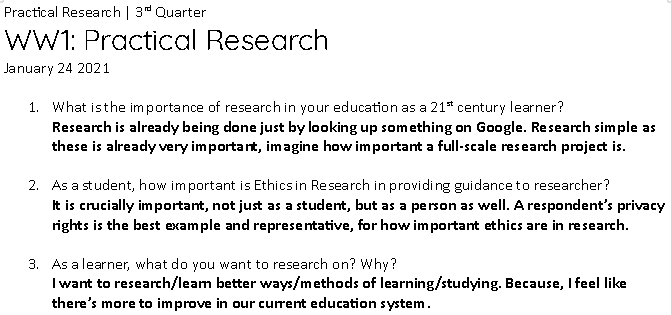 Practical Research | 3rd Quarter
WW1: Practical Research
January 24 2021
1. What is the importance of research in your education as a 21st century learner?
Research is already being done just by looking up something on Google. Research simple as
these is already very important, imagine how important a full-scale research project is.
2. As a student, how important is Ethics in Research in providing guidance to researcher?
It is crucially important, not just as a student, but as a person as well. A respondent's privacy
rights is the best example and representative, for how important ethics are in research.
3. As a learner, what do you want to research on? Why?
I want to research/learn better ways/methods of learning/studying. Because, I feel like
there's more to improve in our current education system.